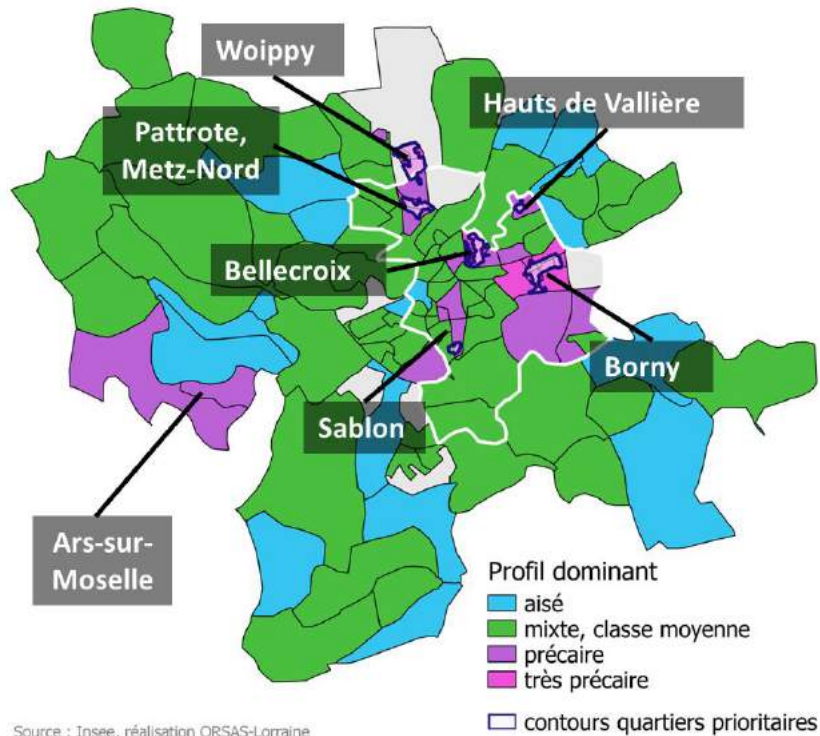 Woippy
Hauts de Vallière
Pattrote,
Metz-Nord
Bellecroix
Borny
Sablon
Ars-sur-
Moselle
Profil dominant
aisé
mixte, classe moyenne
précaire
très précaire
contours quartiers prioritaires
Source : Insee, réalisation ORSAS-Lorraine